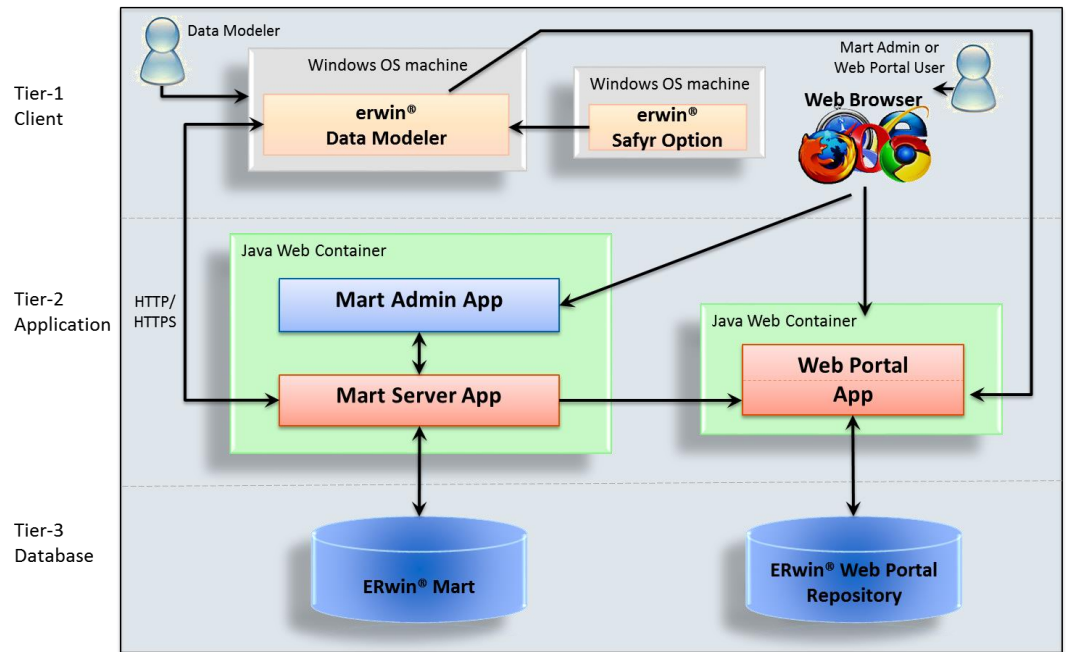 Data Modeler
Mart Admin or
Web Portal User
Tier-1
Client
Windows OS machine
erwin®
Data Modeler
Windows OS machine
erwin®
Safyr Option
Web Browser
Tier-2
Application
HTTP/
HTTPS
Java Web Container
Mart Admin App
Mart Server App
Java Web Container
Web Portal
App
Tier-3
Database
ERwin® Mart
ERwin® Web Portal
Repository